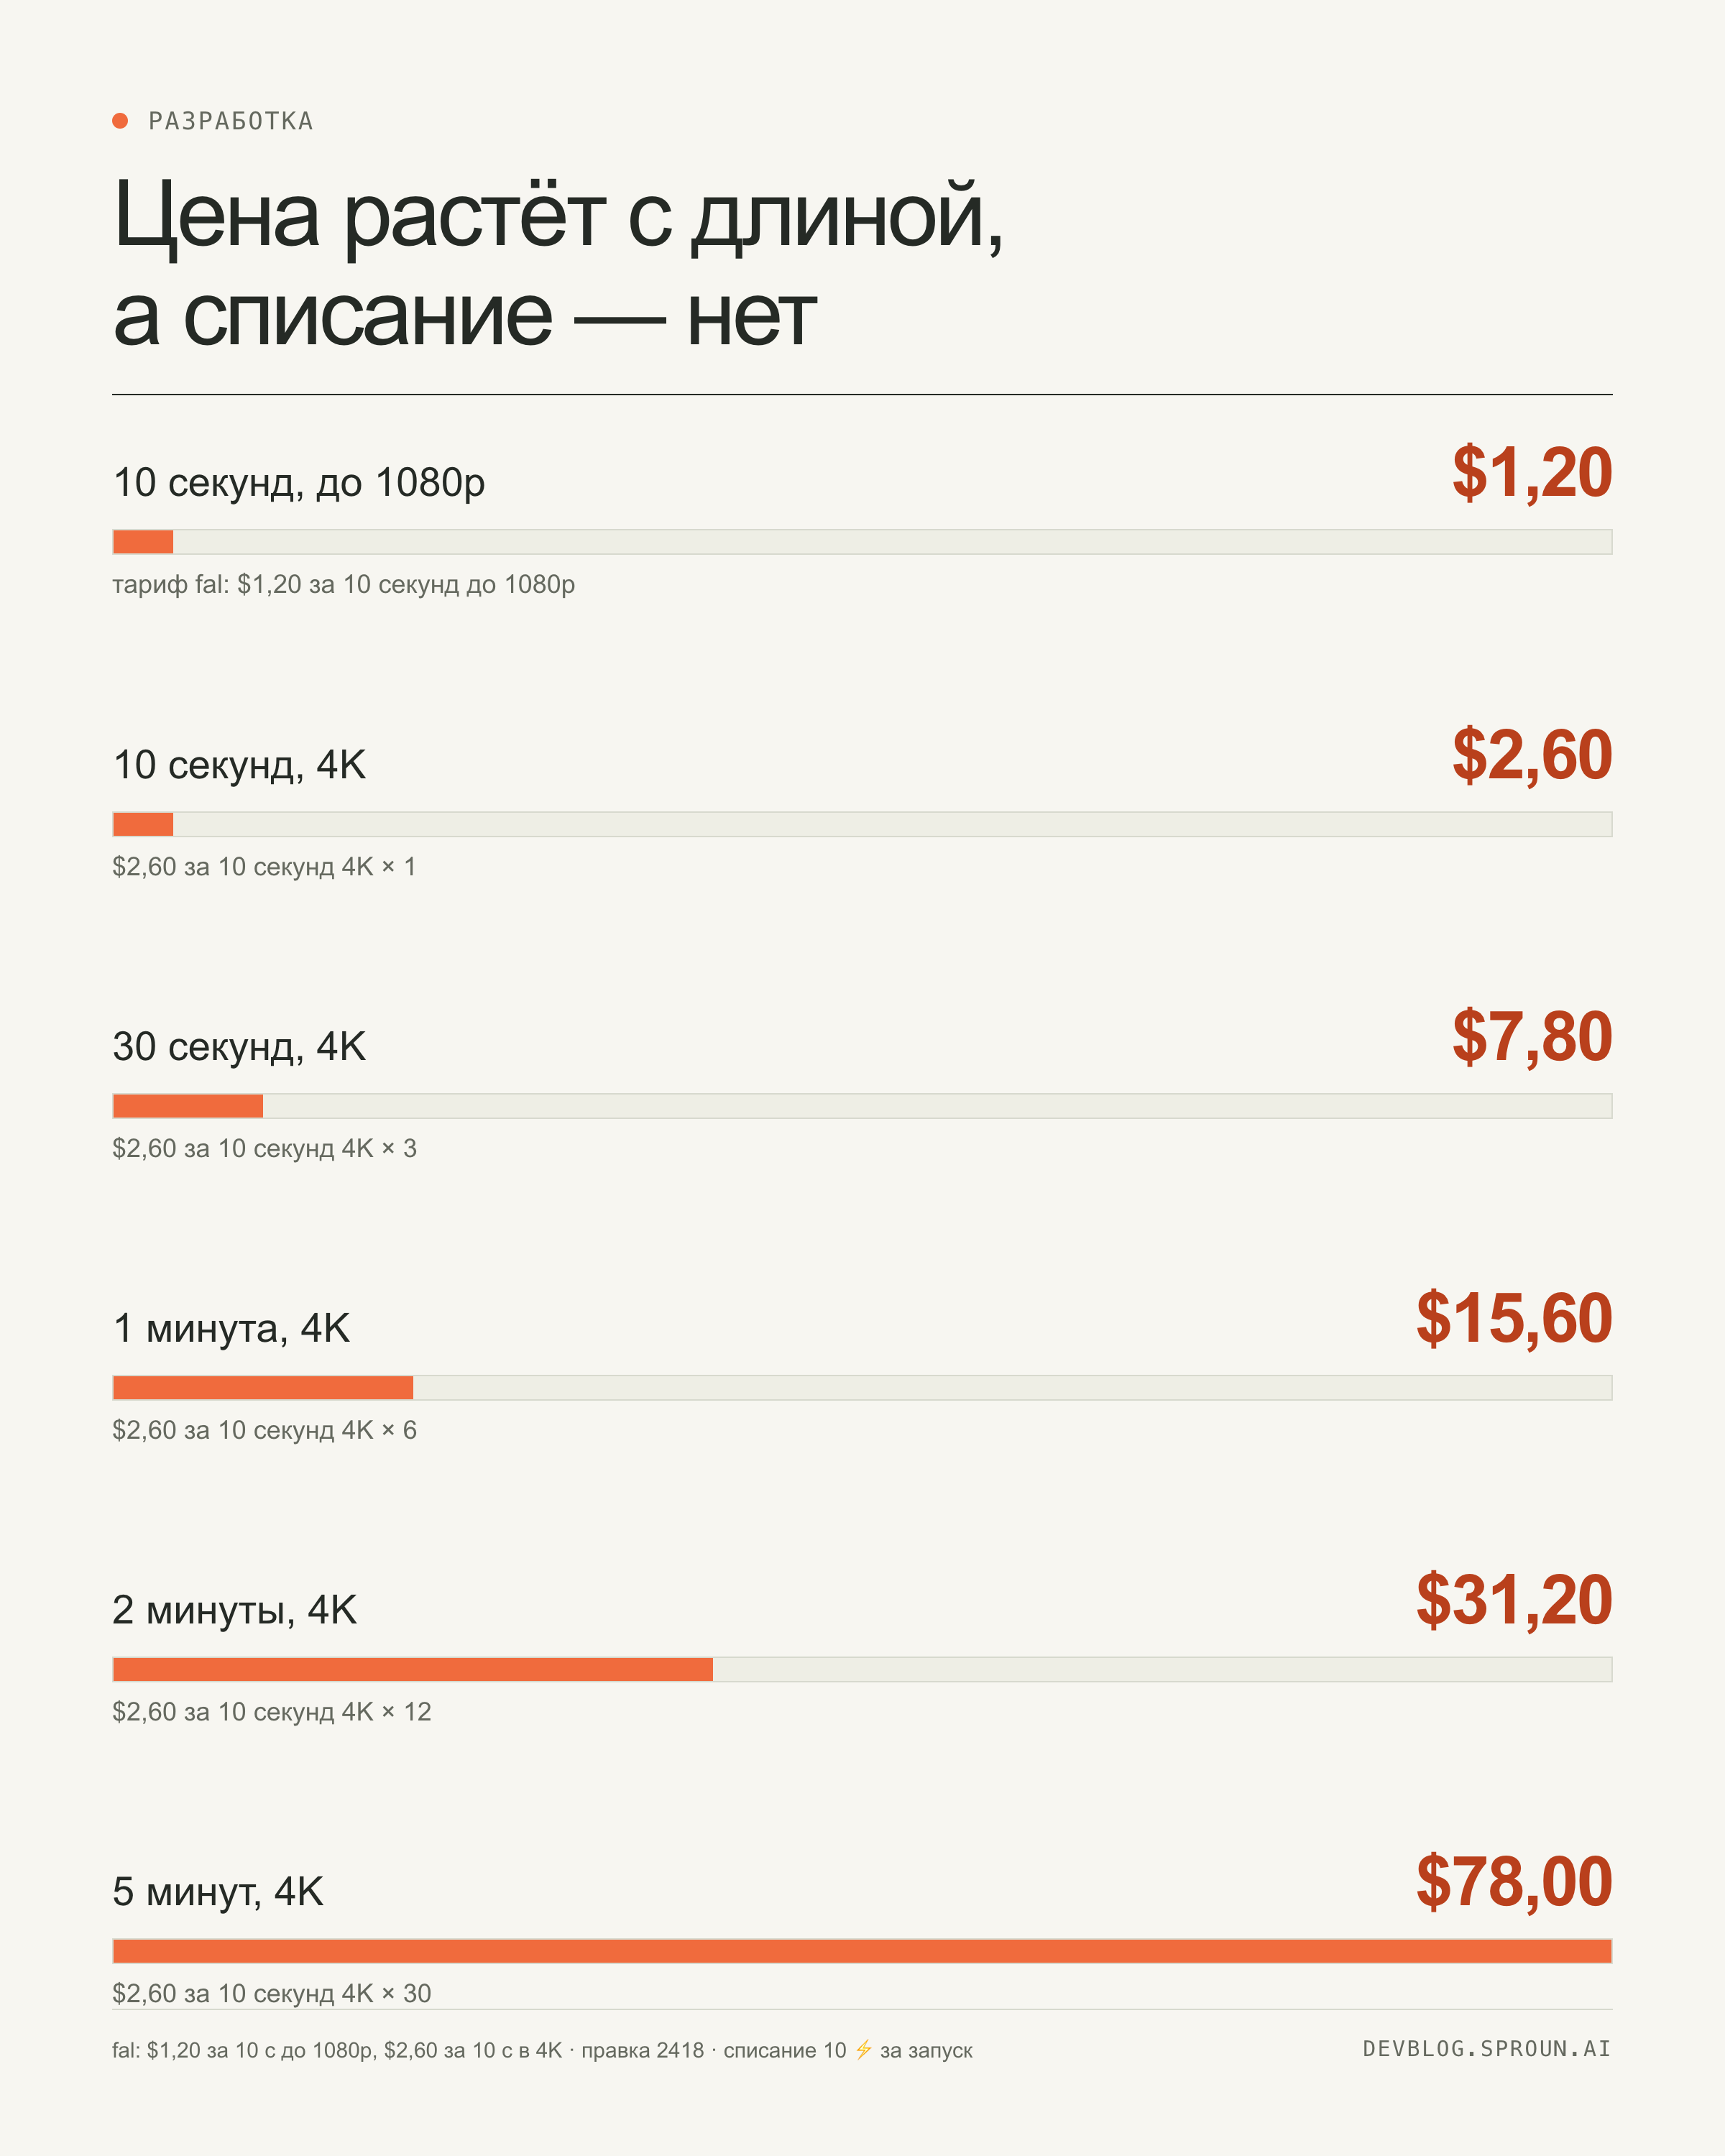 РАЗРАБОТКА
Цена растёт с длиной,
а списание — нет
10 секунд, до 1080p
$1,20
тариф fal: $1,20 за 10 секунд до 1080p
10 секунд, 4K
$2,60
$2,60 за 10 секунд 4K × 1
30 секунд, 4K
$7,80
$2,60 за 10 секунд 4K × 3
1 минута, 4K
$15,60
$2,60 за 10 секунд 4K × 6
2 минуты, 4K
$31,20
$2,60 за 10 секунд 4K × 12
5 минут, 4K
$78,00
$2,60 за 10 секунд 4K × 30
fal: $1,20 за 10 с до 1080p, $2,60 за 10 с в 4K · правка 2418 · списание 10 ⚡ за запуск
DEVBLOG.SPROUN.AI